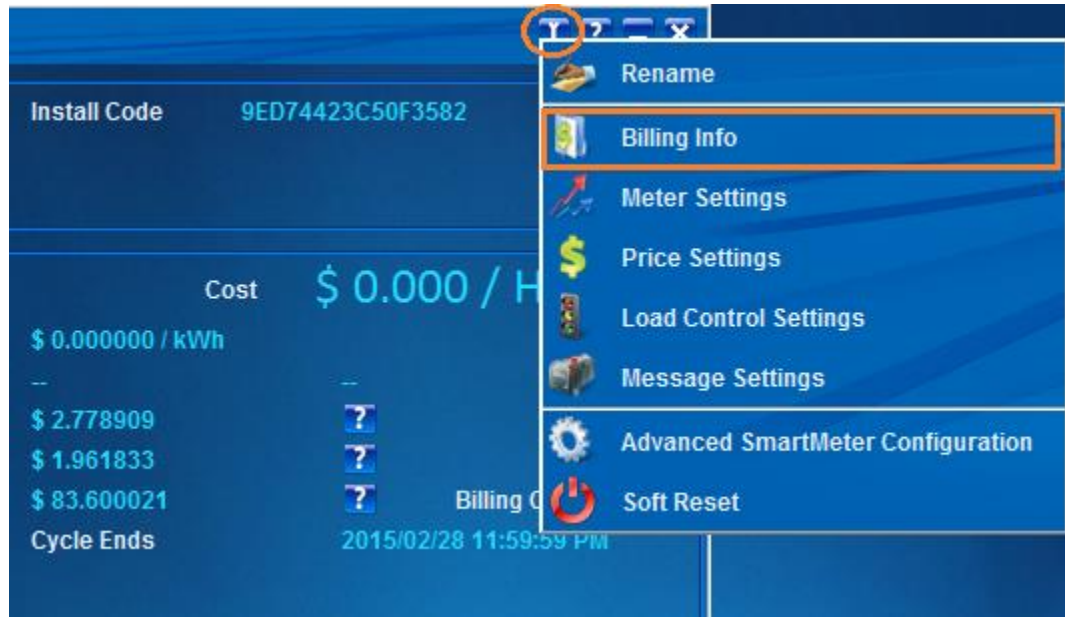 ?
Rename
Install Code 9ED74423C50F3582
Billing Info
Meter Settings
Price Settings
Cost $ 0.000 / H
Load Control Settings
$ 0.000000 / kWh
-- --
Message Settings
$ 2.778909 ?
Advanced SmartMeter Configuration
$ 1.961833 ?
$ 83.600021 ? Billing
Soft Reset
Cycle Ends 2015/02/28 11:59:59 PM